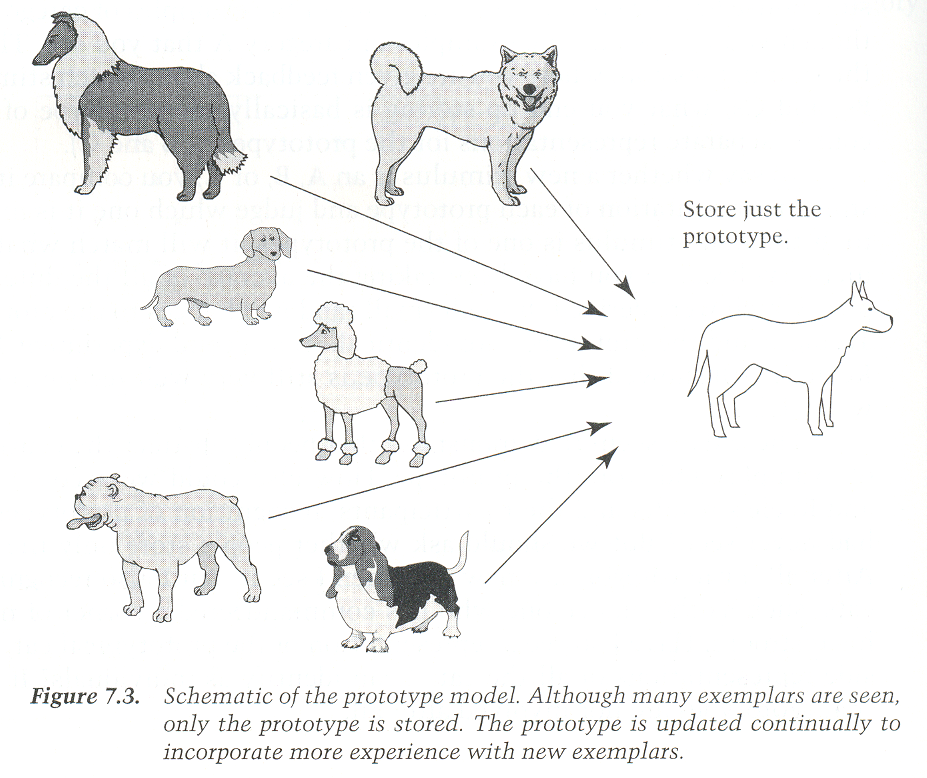 Store just the
prototype.
Figure 7.3. Schematic of the prototype model. Although many exemplars are seen,
only the prototype is stored. The prototype is updated continually to
incorporate more experience with new exemplars.